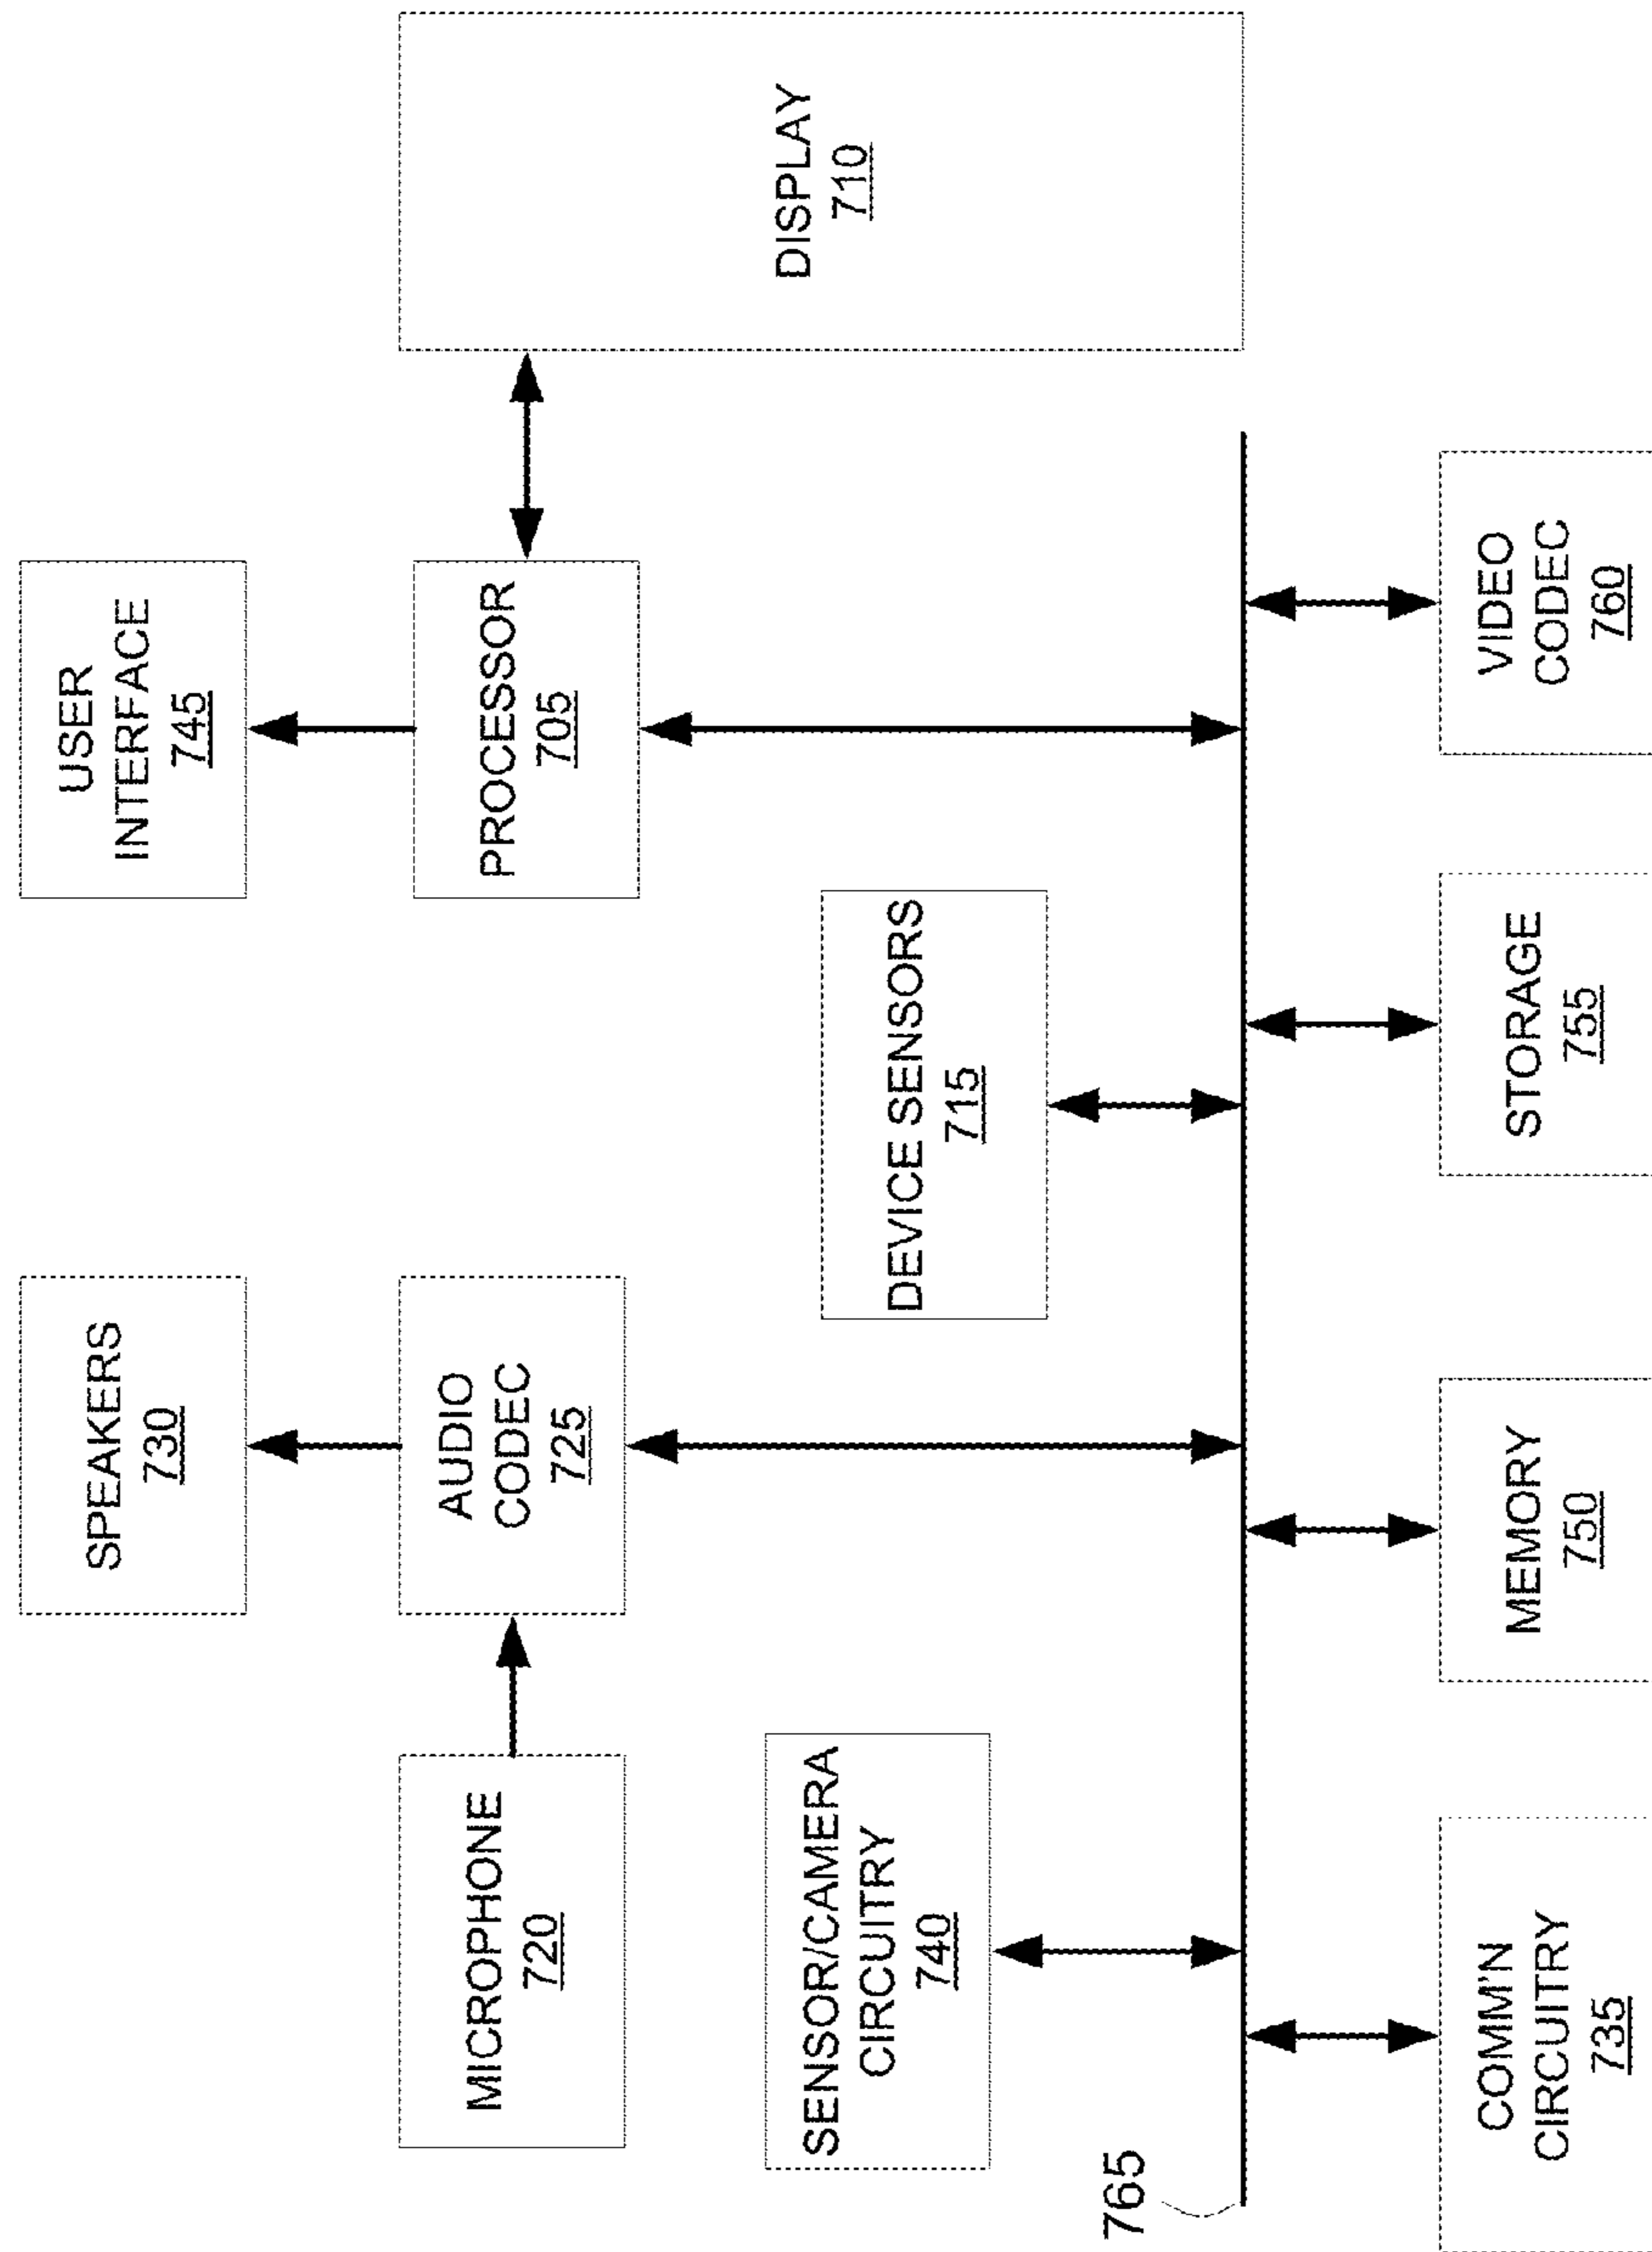 SPEAKERS
730
USER
INTERFACE
745
MICROPHONE
720
AUDIO
CODEC
725
PROCESSOR
705
DISPLAY
710
SENSOR/CAMERA
CIRCUITRY
740
DEVICE SENSORS
715
765
COMM'N
CIRCUITRY
735
MEMORY
750
STORAGE
755
VIDEO
CODEC
760